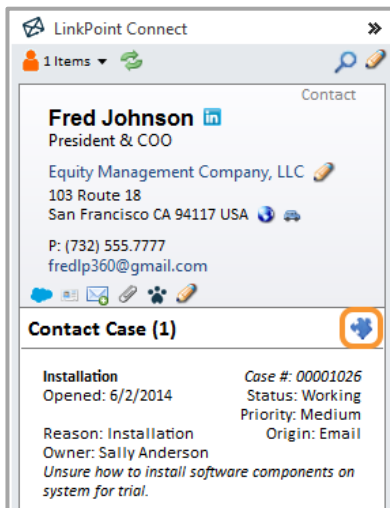 LinkPoint Connect
1 Items
Contact
Fred Johnson in
President & COO
Equity Management Company, LLC
103 Route 18
San Francisco CA 94117 USA
P: (732) 555.7777
fredlp360@gmail.com
Contact Case (1)
Installation Case #: 00001026
Opened: 6/2/2014 Status: Working
Priority: Medium
Reason: Installation Origin: Email
Owner: Sally Anderson
Unsure how to install software components on
system for trial.